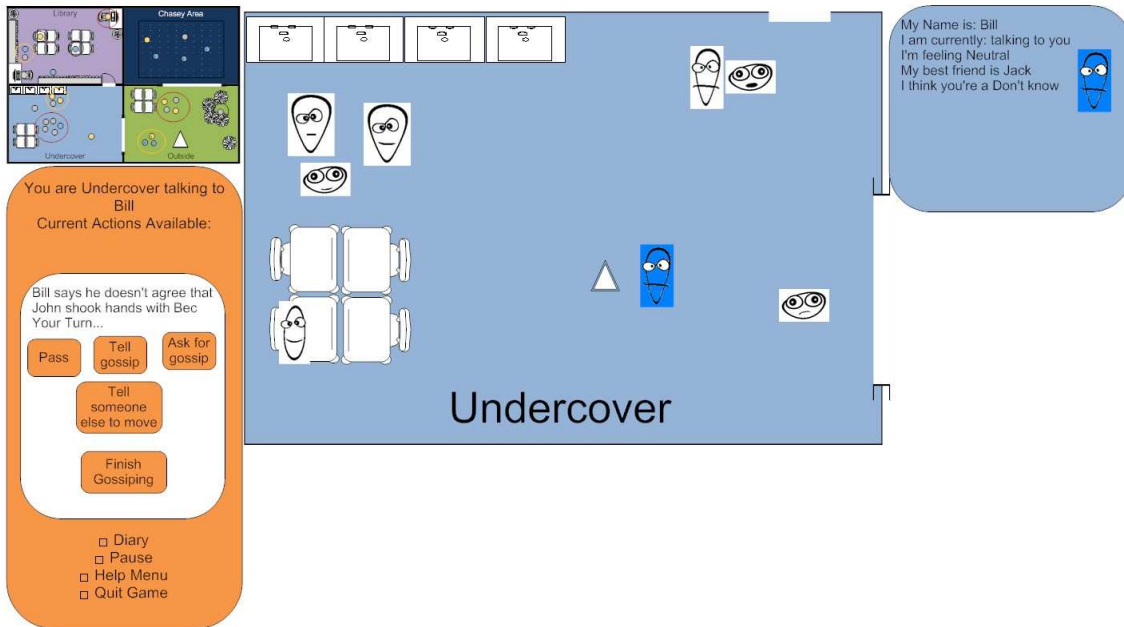 Library
Chasey Area
Undercover
Outside
You are Undercover talking to
Bill
Current Actions Available:
Bill says he doesn't agree that
John shook hands with Bec
Your Turn...
Pass
Tell
gossip
Ask for
gossip
Tell
someone
else to move
Finish
Gossiping
Diary
Pause
Help Menu
Quit Game
Undercover
My Name is: Bill
I am currently: talking to you
I'm feeling Neutral
My best friend is Jack
I think you're a Don't know